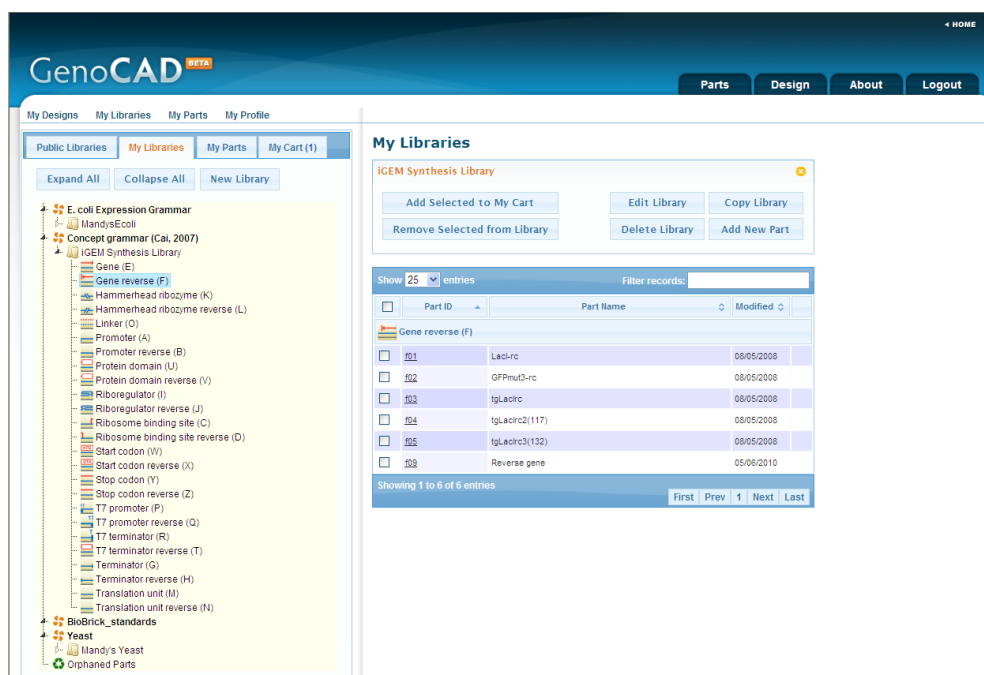 HOME
GenoCAD BETA
Parts Design About Logout
My Designs My Libraries My Parts My Profile
Public Libraries My Libraries My Parts My Cart (1)
Expand All Collapse All New Library
E. coli Expression Grammar
MandysEcoli
Concept grammar (Cai, 2007)
iGEM Synthesis Library
Gene (E)
Gene reverse (F)
Hammerhead ribozyme (K)
Hammerhead ribozyme reverse (L)
Linker (O)
Promoter (A)
Promoter reverse (B)
Protein domain (U)
Protein domain reverse (V)
Riboregulator (I)
Riboregulator reverse (J)
Ribosome binding site (C)
Ribosome binding site reverse (D)
Start codon (W)
Start codon reverse (X)
Stop codon (Y)
Stop codon reverse (Z)
T7 promoter (P)
T7 promoter reverse (Q)
T7 terminator (R)
T7 terminator reverse (T)
Terminator (G)
Terminator reverse (H)
Translation unit (M)
Translation unit reverse (N)
BioBrick_standards
Yeast
Mandy's Yeast
Orphaned Parts
My Libraries
iGEM Synthesis Library
Add Selected to My Cart Edit Library Copy Library
Remove Selected from Library Delete Library Add New Part
Show 25 entries Filter records:
Part ID Part Name Modified
Gene reverse (F)
f01 LacI-rc 08/05/2008
f02 GFPmut3-rc 08/05/2008
f03 tgLacIrc 08/05/2008
f04 tgLacIrc2(117) 08/05/2008
f05 tgLacIrc3(132) 08/05/2008
f09 Reverse gene 05/06/2010
Showing 1 to 6 of 6 entries
First Prev 1 Next Last